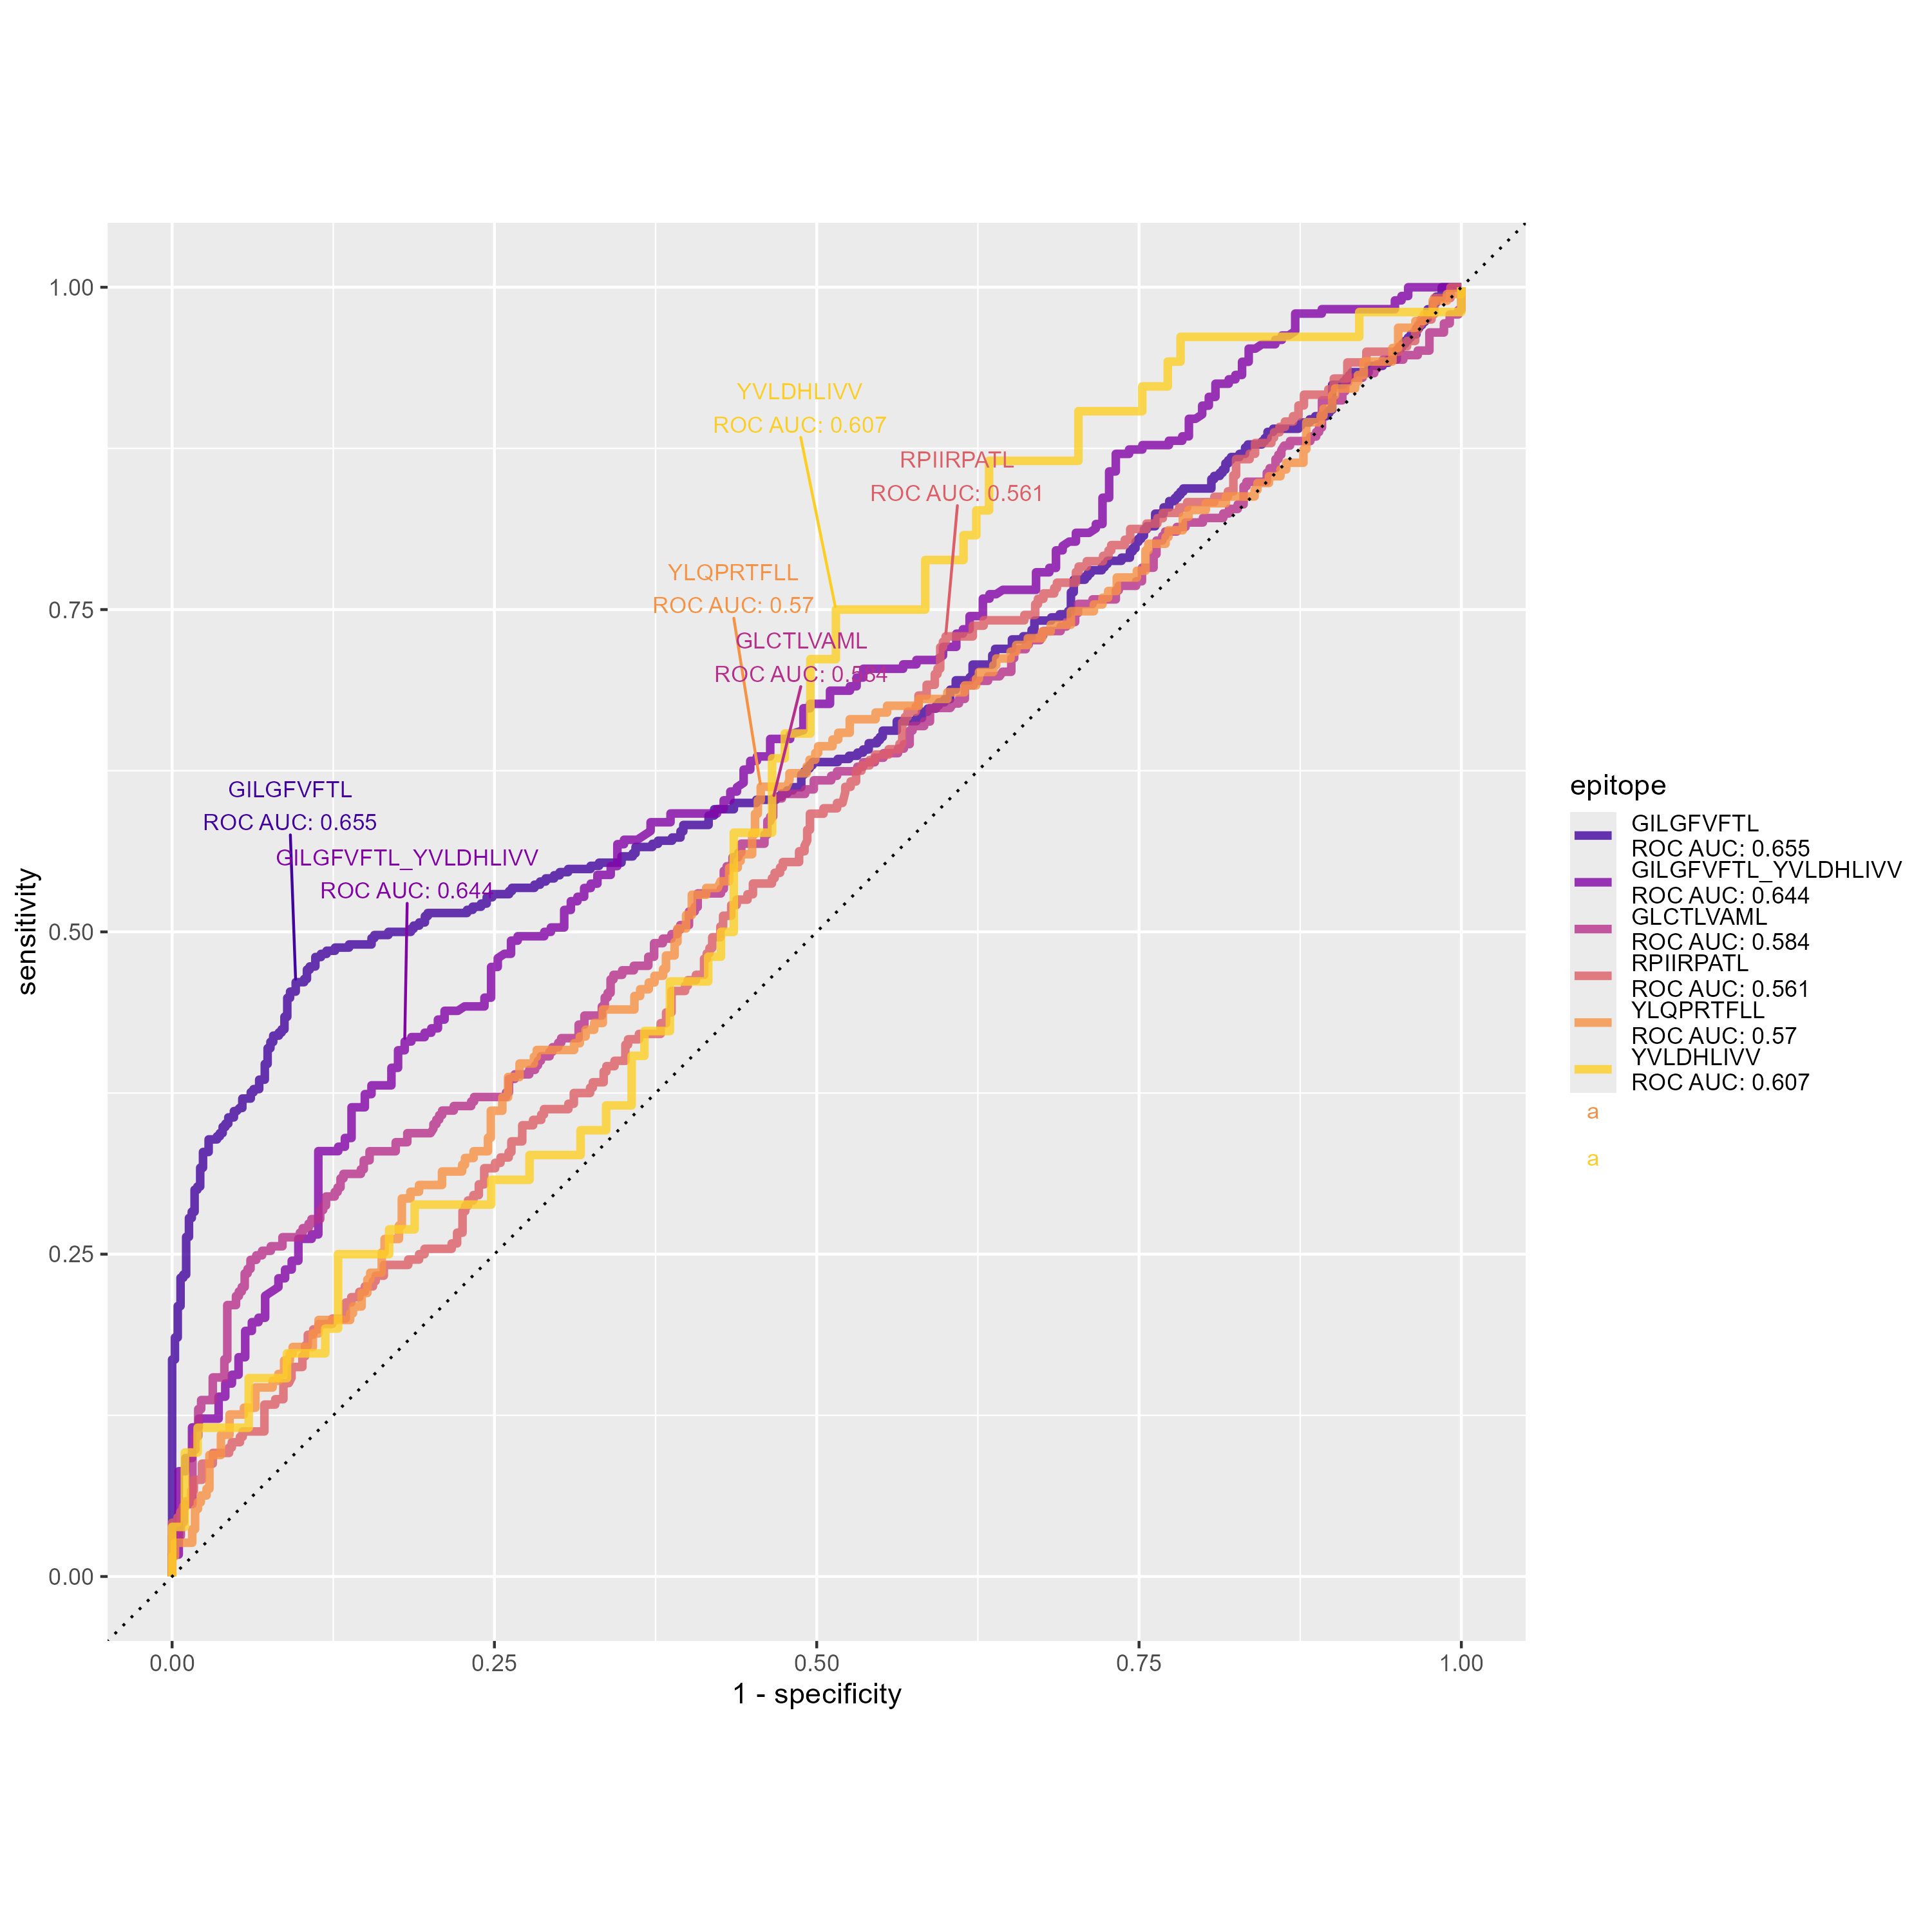 sensitivity
1.00
0.75
0.50
0.25
0.00
YVLDHLIVV
ROC AUC: 0.607
RPIIRPATL
ROC AUC: 0.561
YLQPRTFLL
ROC AUC: 0.57
GLCTLVAML
ROC AUC: 0.584
GILGFVFTL
ROC AUC: 0.655
GILGFVFTL_YVLDHLIVV
ROC AUC: 0.644
0.00
0.25
0.50
0.75
1.00
1 - specificity
epitope
GILGFVFTL
ROC AUC: 0.655
GILGFVFTL_YVLDHLIVV
ROC AUC: 0.644
GLCTLVAML
ROC AUC: 0.584
RPIIRPATL
ROC AUC: 0.561
YLQPRTFLL
ROC AUC: 0.57
YVLDHLIVV
ROC AUC: 0.607
a
a